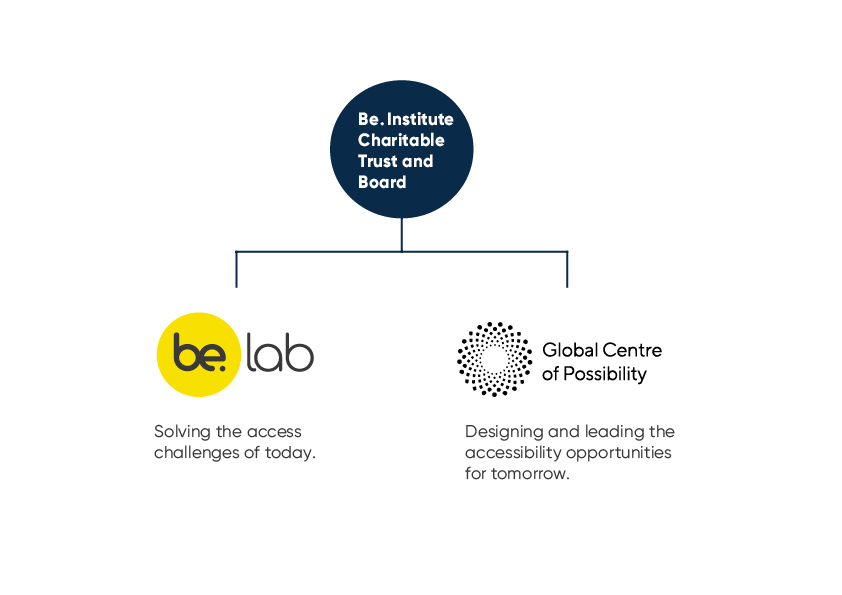 Be. Institute
Charitable
Trust and
Board
be. lab
Global Centre
of Possibility
Solving the access
challenges of today.
Designing and leading the
accessibility opportunities
for tomorrow.